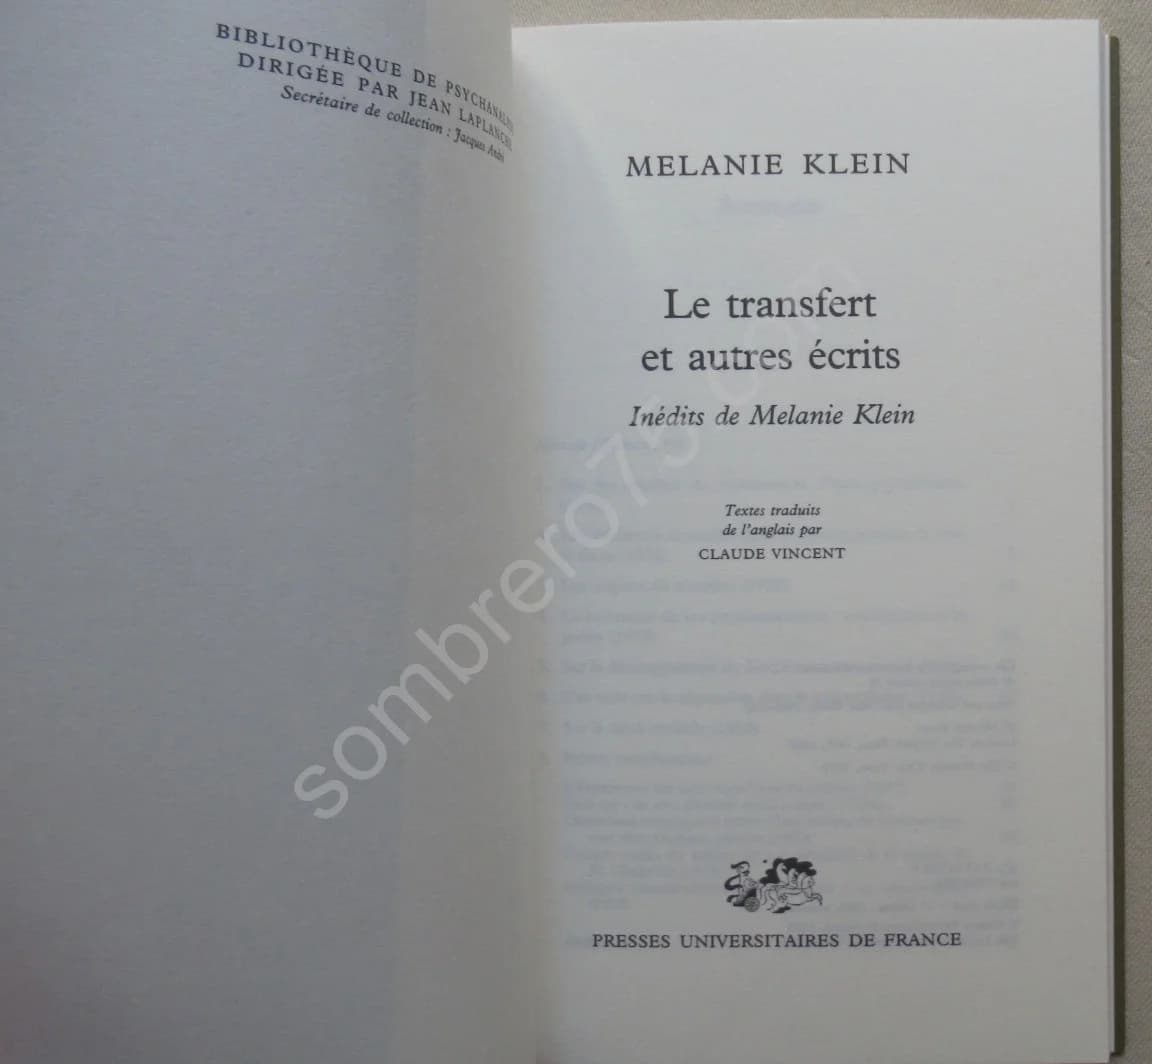 BIBLIOTHÈQUE DE PSYCHANALYSE
DIRIGÉE PAR JEAN LAPLANCHE
Secrétaire de collection : Jacques André
MELANIE KLEIN
Le transfert
et autres écrits
Inédits de Melanie Klein
Textes traduits
de l'anglais par
CLAUDE VINCENT
PRESSES UNIVERSITAIRES DE FRANCE
sombrero75.com